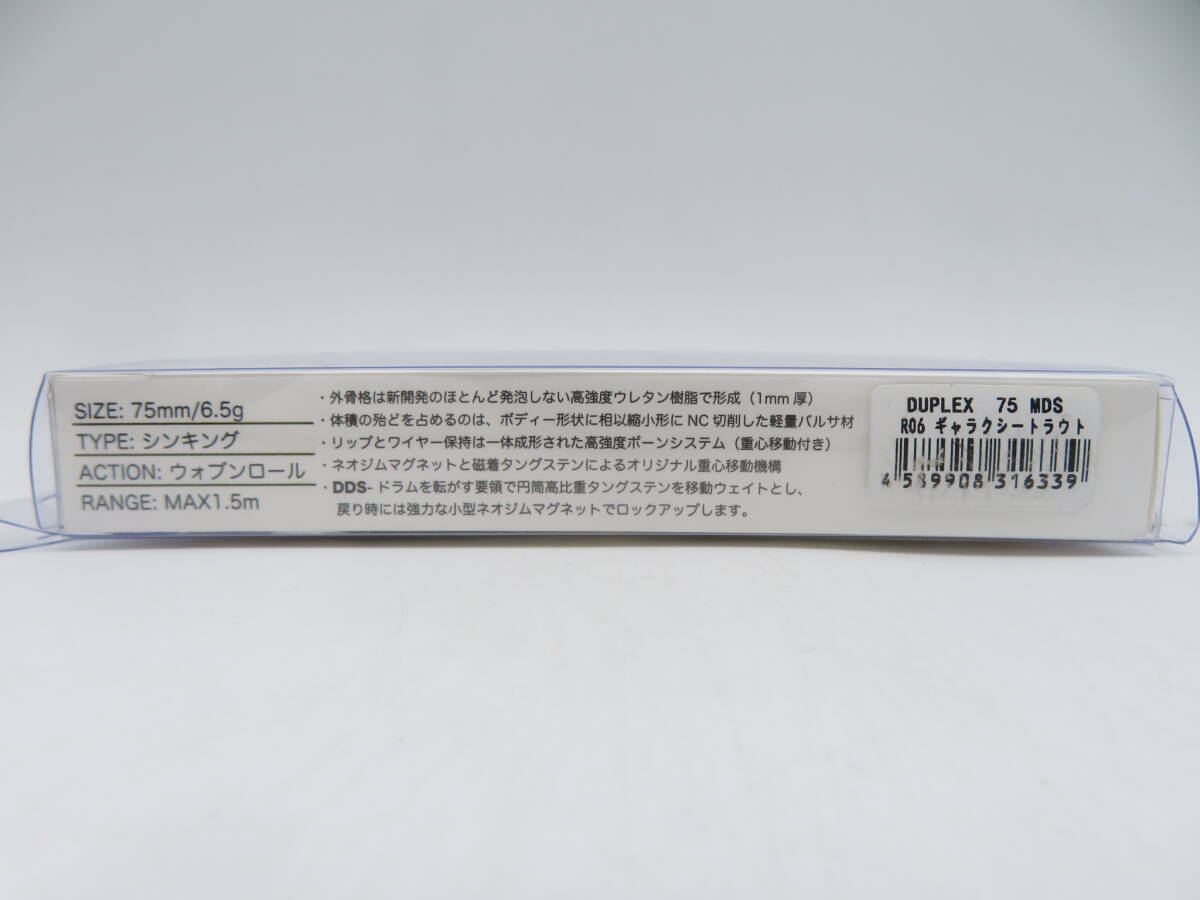 SIZE: 75mm/6.5g
TYPE: シンキング
ACTION: ウォブンロール
RANGE: MAX1.5m
・外骨格は新開発のほとんど発泡しない高強度ウレタン樹脂で形成（1mm 厚）
・体積の殆どを占めるのは、ボディー形状に相以縮小形に NC 切削した軽量バルサ材
・リップとワイヤー保持は一体成形された高強度ボーンシステム（重心移動付き）
・ネオジムマグネットと磁着タングステンによるオリジナル重心移動機構
・DDS- ドラムを転がす要領で円筒高比重タングステンを移動ウェイトとし、
戻り時には強力な小型ネオジムマグネットでロックアップします。
DUPLEX 75 MDS
R06 ギャラクシートラウト
4 589908 316339